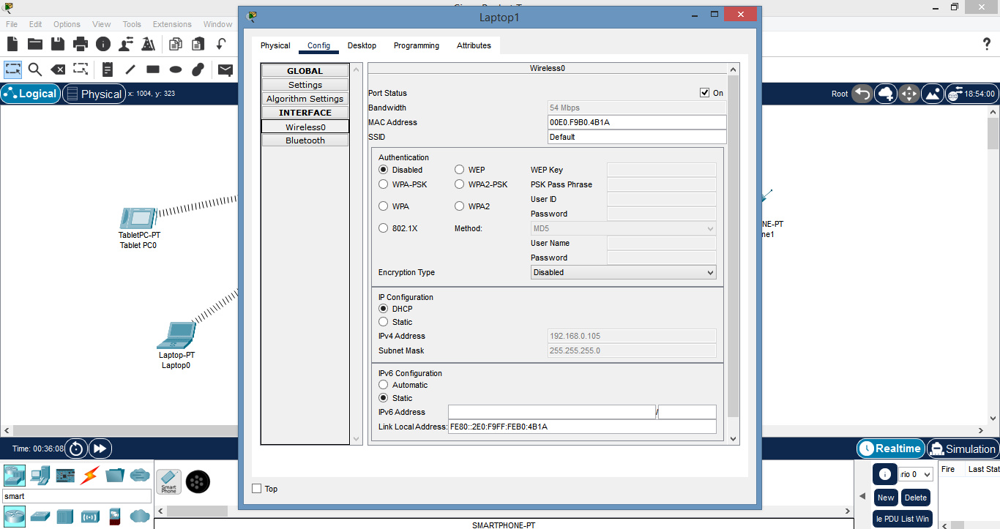 Laptop1
File Edit Options View Tools Extensions Window
?
Physical Config Desktop Programming Attributes
Logical Physical x: 1004, y: 323
Root 18:54:00
GLOBAL
Settings
Algorithm Settings
INTERFACE
Wireless0
Bluetooth
Wireless0
Port Status On
Bandwidth 54 Mbps
MAC Address 00E0.F9B0.4B1A
SSID Default
Authentication
Disabled WEP WEP Key
WPA-PSK WPA2-PSK PSK Pass Phrase
User ID
WPA WPA2
Password
802.1X Method: MD5
User Name
Password
Encryption Type Disabled
IP Configuration
DHCP
Static
IPv4 Address 192.168.0.105
Subnet Mask 255.255.255.0
IPv6 Configuration
Automatic
Static
IPv6 Address /
Link Local Address: FE80::2E0:F9FF:FEB0:4B1A
Top
TabletPC-PT
Tablet PC0
Laptop-PT
Laptop0
NE-PT
ne1
Time: 00:36:08
Realtime Simulation
smart
Smart
Phone
SMARTPHONE-PT
rio 0
New Delete
le PDU List Win
Fire Last Stat